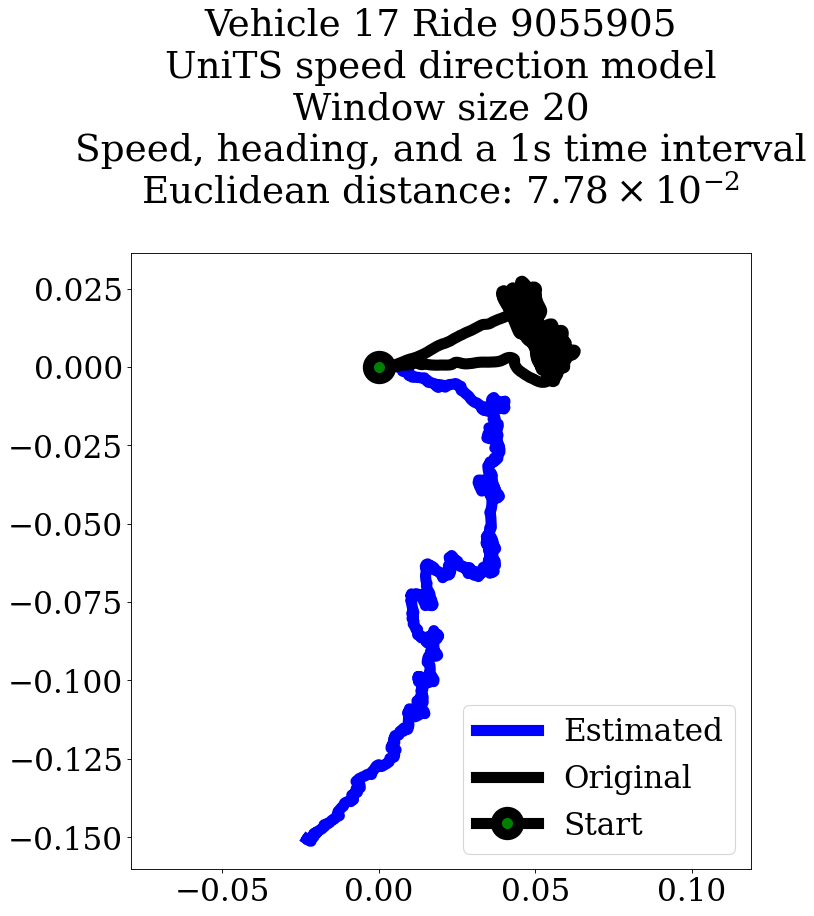 Vehicle 17 Ride 9055905
UniTS speed direction model
Window size 20
Speed, heading, and a 1s time interval
Euclidean distance: 7.78 × 10⁻²
0.025
0.000
−0.025
−0.050
−0.075
−0.100
−0.125
−0.150
Estimated
Original
Start
−0.05 0.00 0.05 0.10